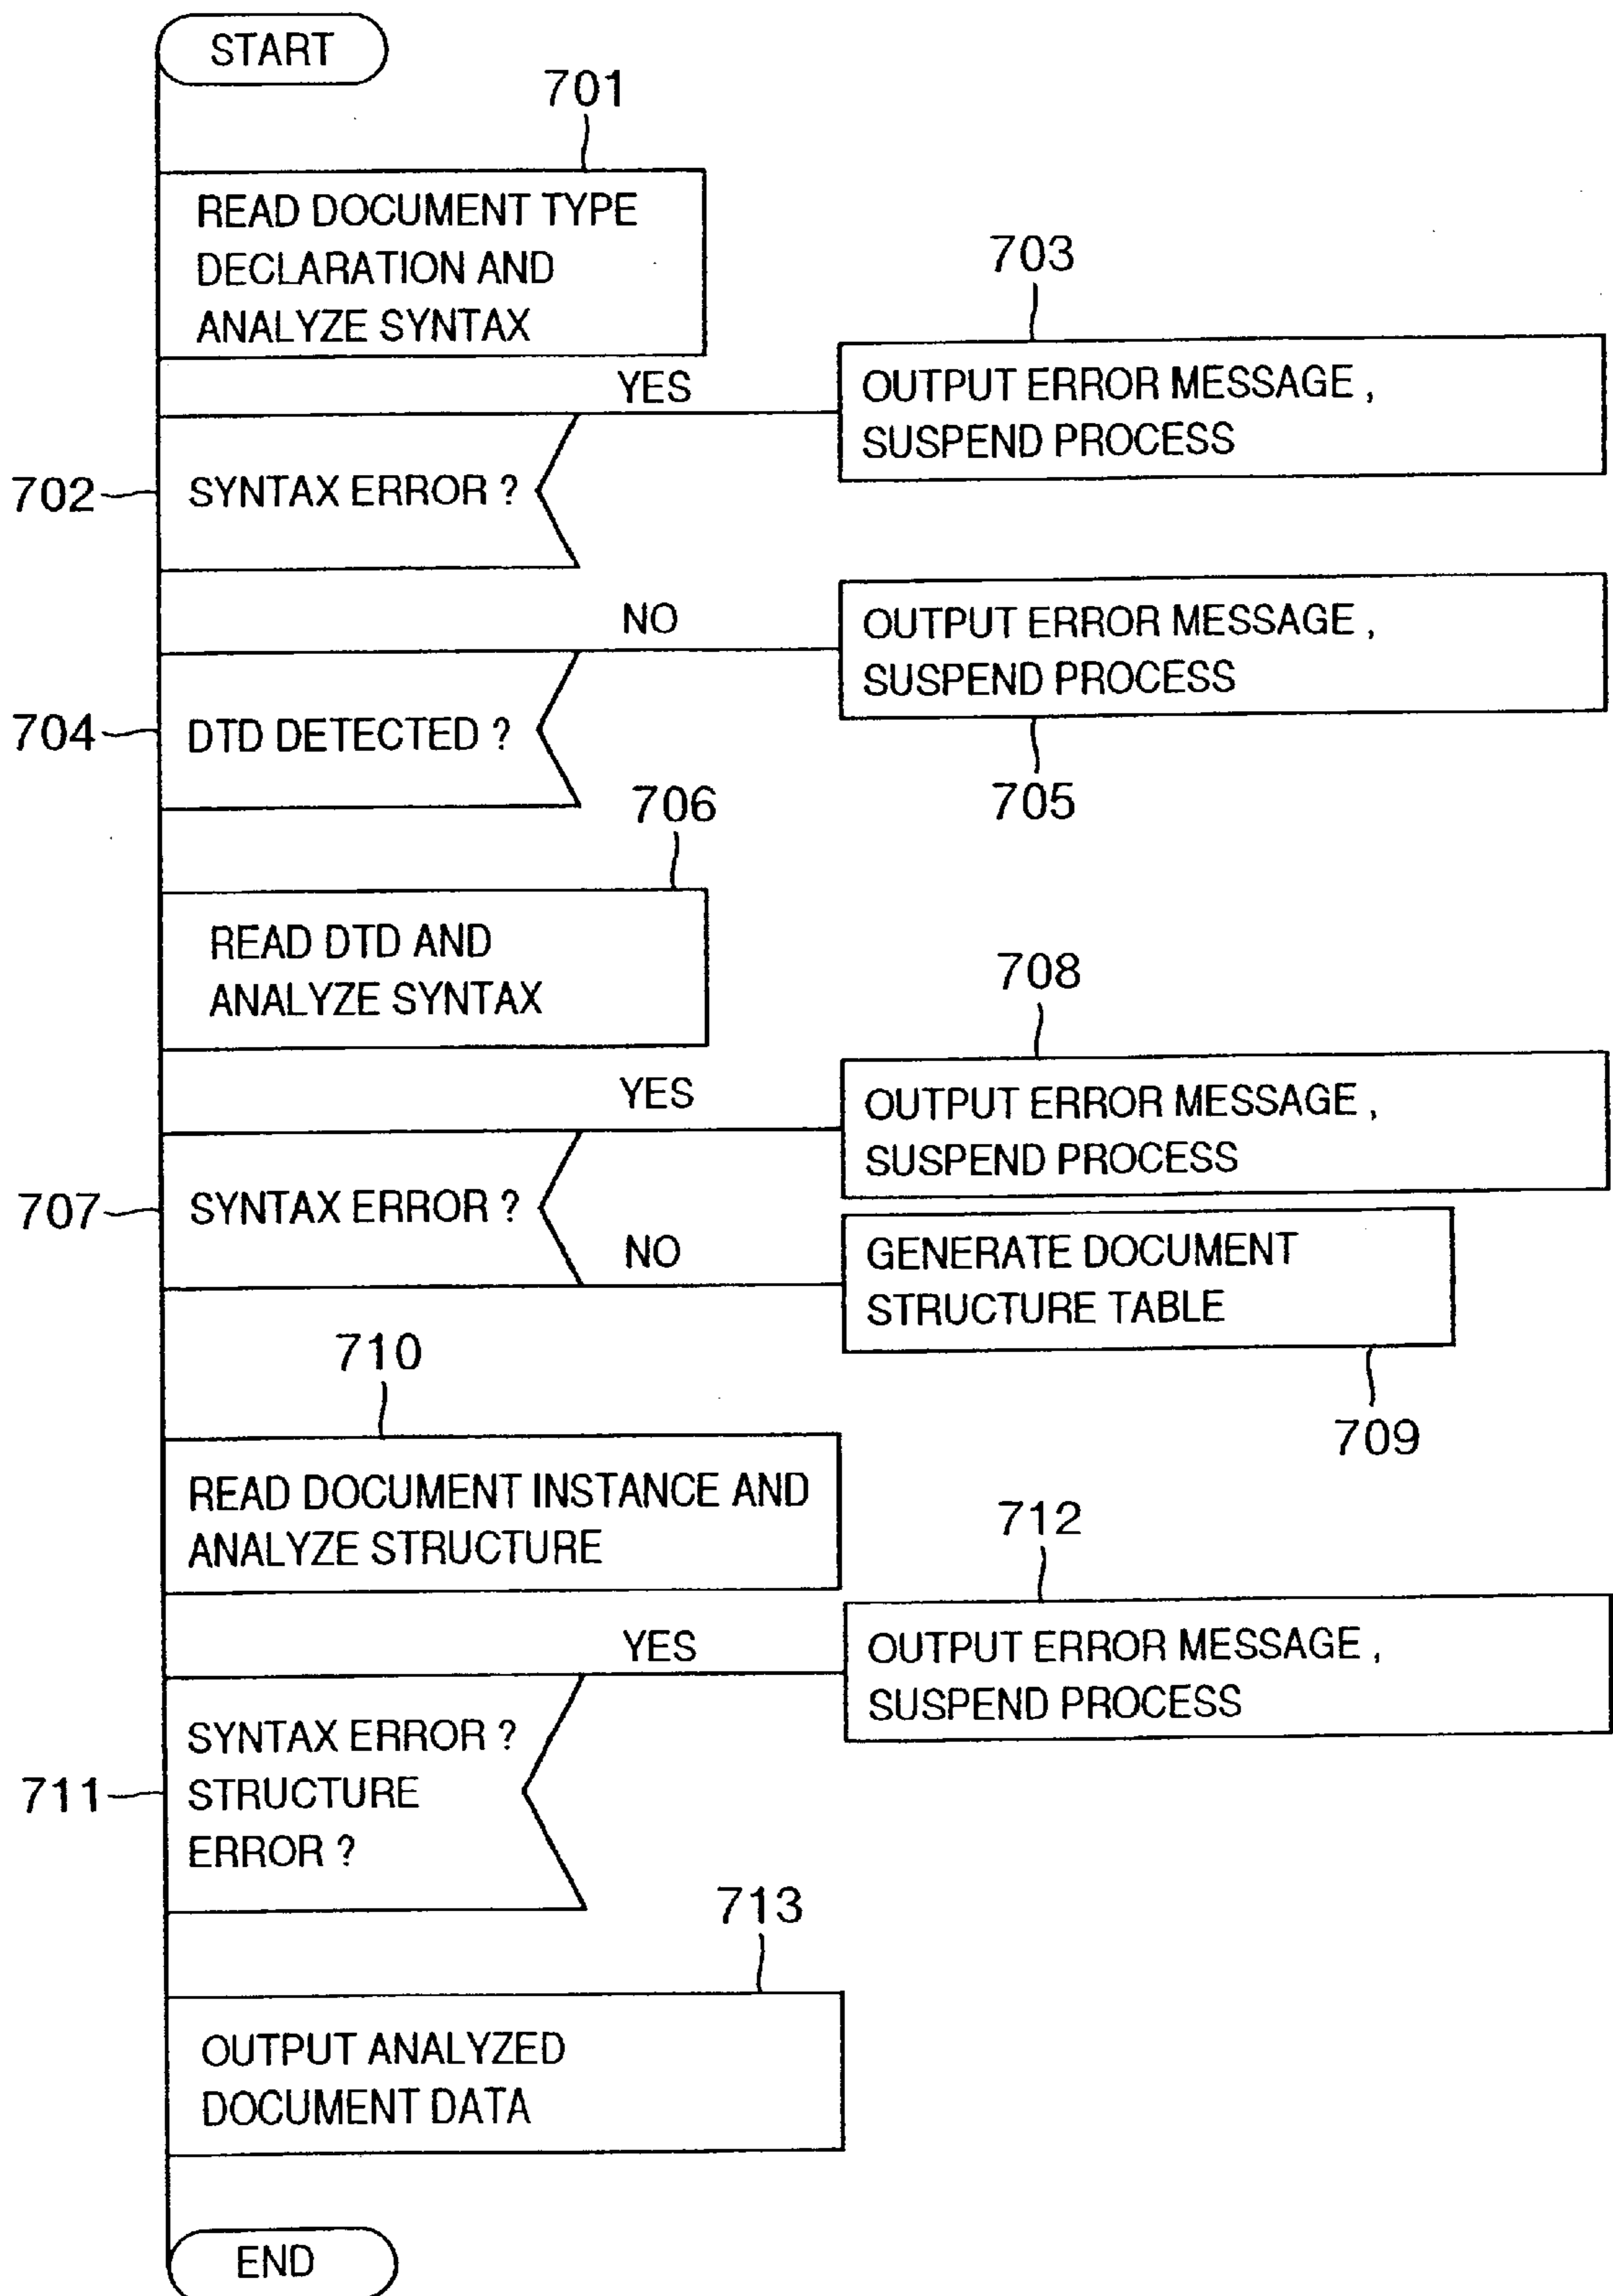 START
701
READ DOCUMENT TYPE
DECLARATION AND
ANALYZE SYNTAX
703
YES
OUTPUT ERROR MESSAGE ,
SUSPEND PROCESS
702
SYNTAX ERROR ?
NO
OUTPUT ERROR MESSAGE ,
SUSPEND PROCESS
704
DTD DETECTED ?
705
706
READ DTD AND
ANALYZE SYNTAX
708
YES
OUTPUT ERROR MESSAGE ,
SUSPEND PROCESS
707
SYNTAX ERROR ?
NO
GENERATE DOCUMENT
STRUCTURE TABLE
709
710
READ DOCUMENT INSTANCE AND
ANALYZE STRUCTURE
712
YES
OUTPUT ERROR MESSAGE ,
SUSPEND PROCESS
711
SYNTAX ERROR ?
STRUCTURE
ERROR ?
713
OUTPUT ANALYZED
DOCUMENT DATA
END